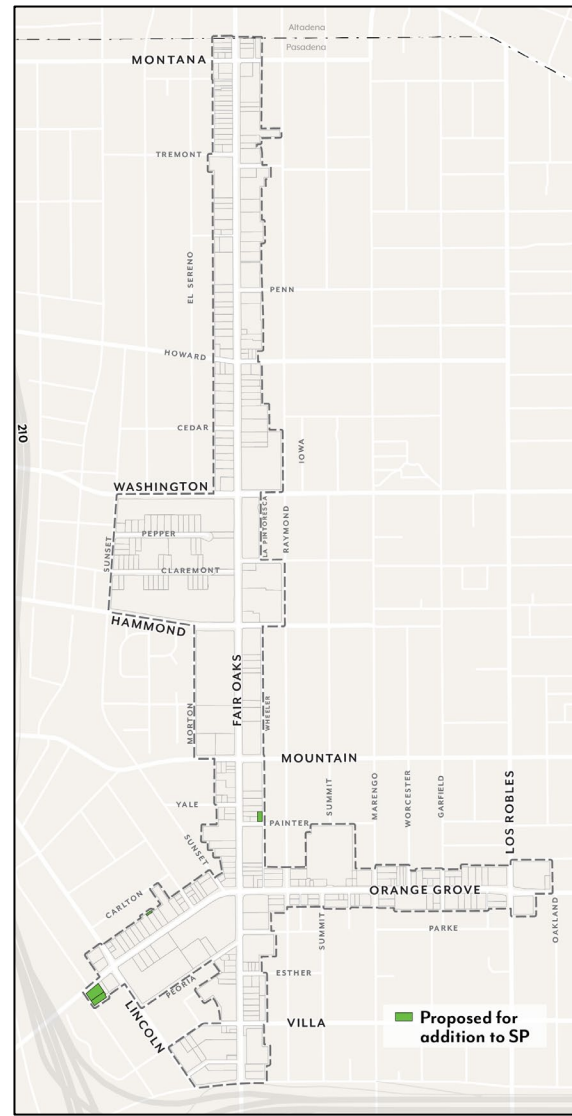 Altadena
Pasadena
MONTANA
TREMONT
EL SERENO
PENN
HOWARD
210
CEDAR
IOWA
WASHINGTON
LA PINTORESCA
RAYMOND
PEPPER
SUNSET
CLAREMONT
HAMMOND
FAIR OAKS
MORTON
WHEELER
MOUNTAIN
SUMMIT
MARENGO
WORCESTER
GARFIELD
LOS ROBLES
YALE
PAINTER
SUNSET
ORANGE GROVE
CARLTON
SUMMIT
PARKE
OAKLAND
ESTHER
PEORIA
LINCOLN
VILLA
Proposed for
addition to SP